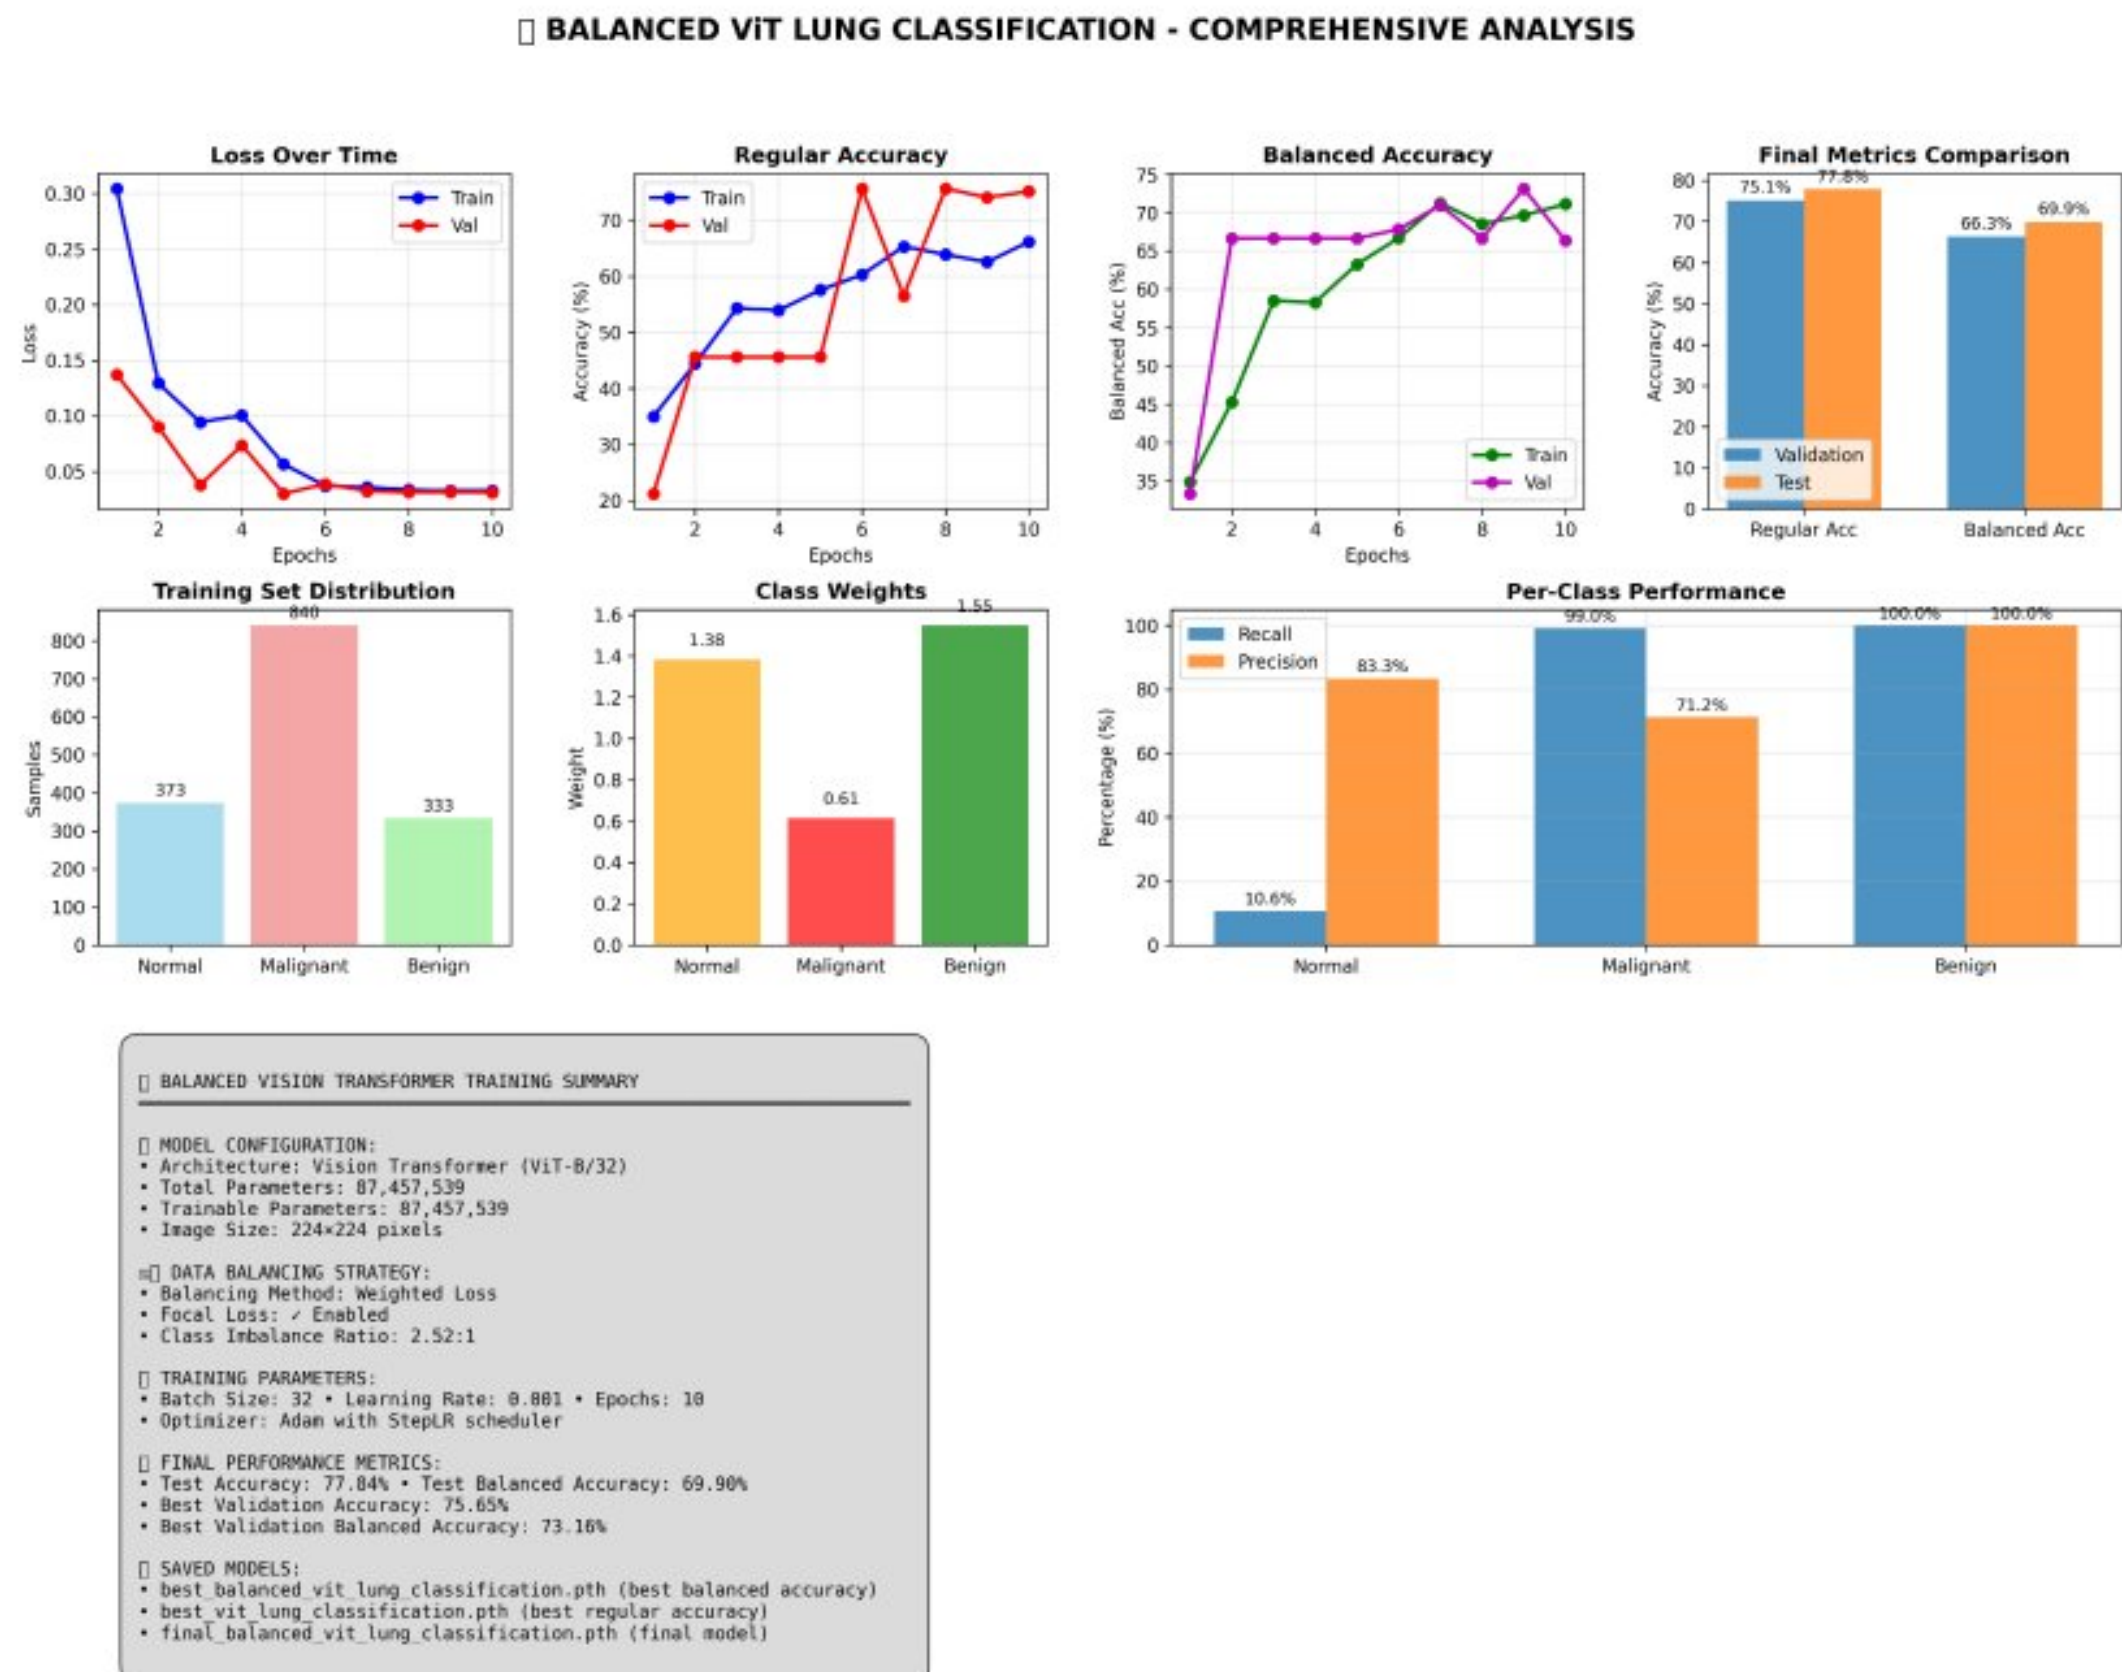 BALANCED ViT LUNG CLASSIFICATION - COMPREHENSIVE ANALYSIS
Loss Over Time
Loss
0.30
0.25
0.20
0.15
0.10
0.05
2 4 6 8 10
Epochs
Train
Val
Regular Accuracy
Accuracy (%)
70
60
50
40
30
20
2 4 6 8 10
Epochs
Train
Val
Balanced Accuracy
Balanced Acc (%)
75
70
65
60
55
50
45
40
35
2 4 6 8 10
Epochs
Train
Val
Final Metrics Comparison
Accuracy (%)
80
70
60
50
40
30
20
10
0
75.1% 77.8%
66.3% 69.9%
Validation
Test
Regular Acc Balanced Acc
Training Set Distribution
Samples
800
700
600
500
400
300
200
100
0
373 840 333
Normal Malignant Benign
Class Weights
Weight
1.6
1.4
1.2
1.0
0.8
0.6
0.4
0.2
0.0
1.38 0.61 1.55
Normal Malignant Benign
Per-Class Performance
Percentage (%)
100
80
60
40
20
0
Recall
Precision
10.6% 83.3% 99.0% 71.2% 100.0% 100.0%
Normal Malignant Benign
BALANCED VISION TRANSFORMER TRAINING SUMMARY
MODEL CONFIGURATION:
• Architecture: Vision Transformer (ViT-B/32)
• Total Parameters: 87,457,539
• Trainable Parameters: 87,457,539
• Image Size: 224×224 pixels
DATA BALANCING STRATEGY:
• Balancing Method: Weighted Loss
• Focal Loss: ✓ Enabled
• Class Imbalance Ratio: 2.52:1
TRAINING PARAMETERS:
• Batch Size: 32 • Learning Rate: 0.001 • Epochs: 10
• Optimizer: Adam with StepLR scheduler
FINAL PERFORMANCE METRICS:
• Test Accuracy: 77.84% • Test Balanced Accuracy: 69.90%
• Best Validation Accuracy: 75.65%
• Best Validation Balanced Accuracy: 73.16%
SAVED MODELS:
• best_balanced_vit_lung_classification.pth (best balanced accuracy)
• best_vit_lung_classification.pth (best regular accuracy)
• final_balanced_vit_lung_classification.pth (final model)